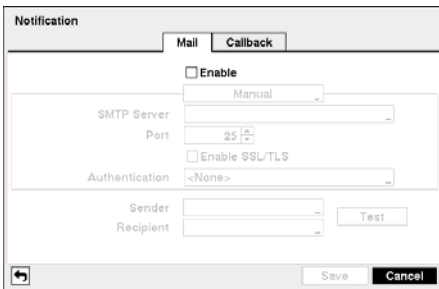 Notification
Mail Callback
Enable
Manual
SMTP Server
Port 25
Enable SSL/TLS
Authentication <None>
Sender
Test
Recipient
Save Cancel